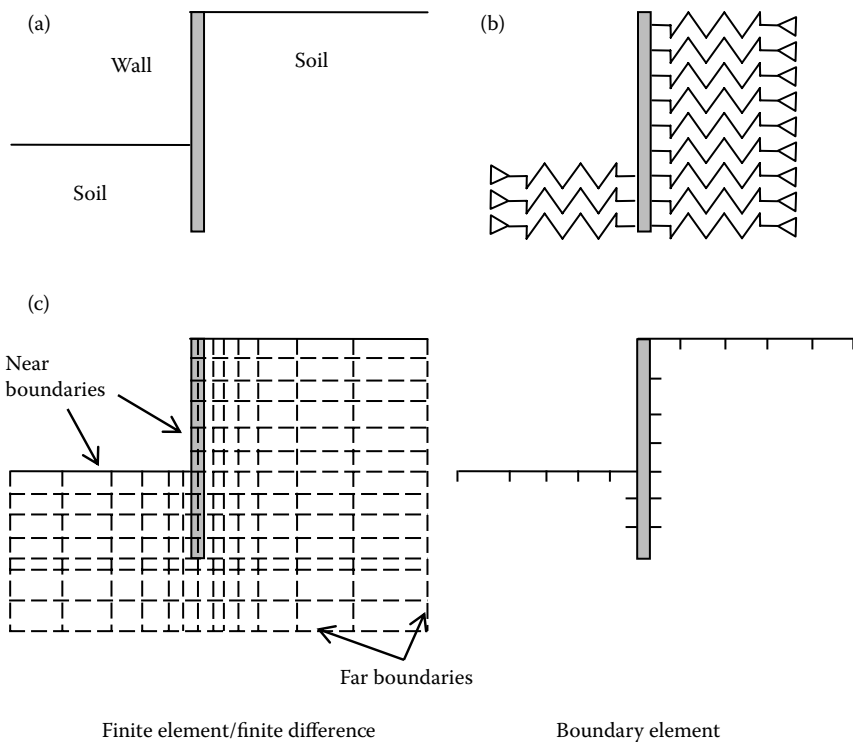 (a)
Wall
Soil
Soil
(b)
(c)
Near
boundaries
Far boundaries
Finite element/finite difference
Boundary element